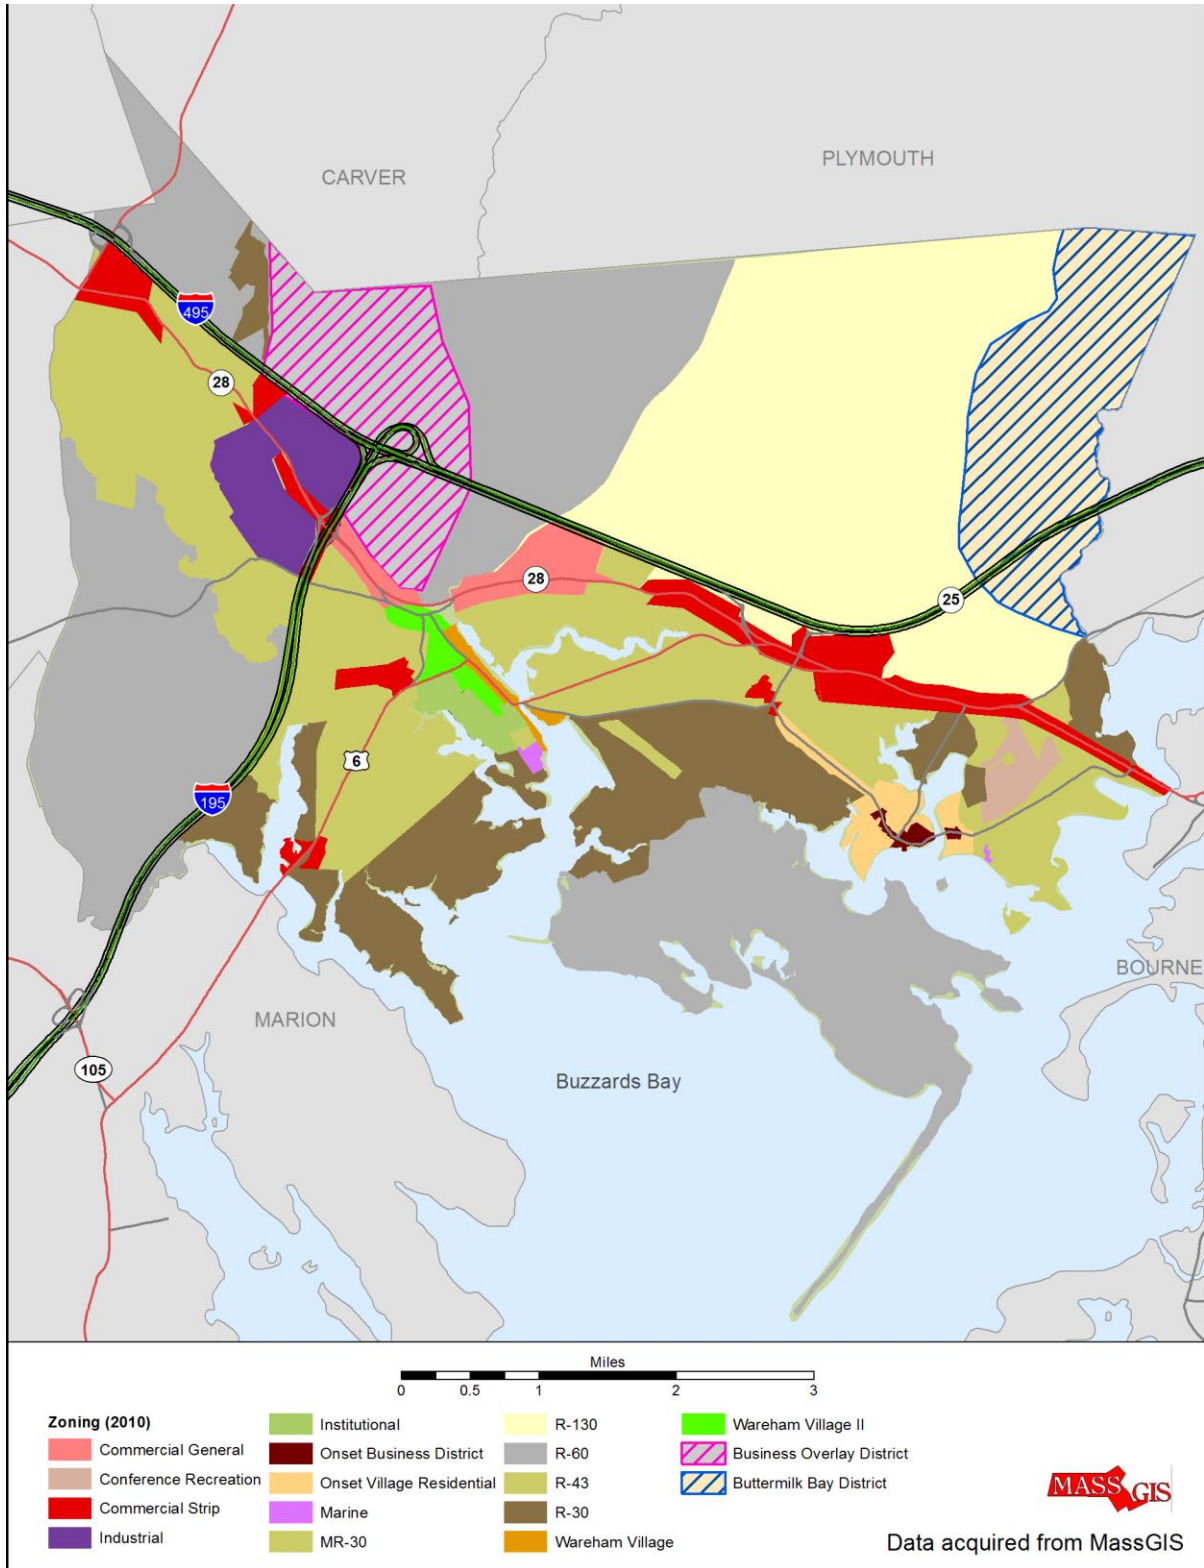 CARVER
PLYMOUTH
495
28
28
25
6
195
BOURNE
MARION
105
Buzzards Bay
Miles
0 0.5 1 2 3
Zoning (2010)
Commercial General
Conference Recreation
Commercial Strip
Industrial
Institutional
Onset Business District
Onset Village Residential
Marine
MR-30
R-130
R-60
R-43
R-30
Wareham Village
Wareham Village II
Business Overlay District
Buttermilk Bay District
MASS GIS
Data acquired from MassGIS